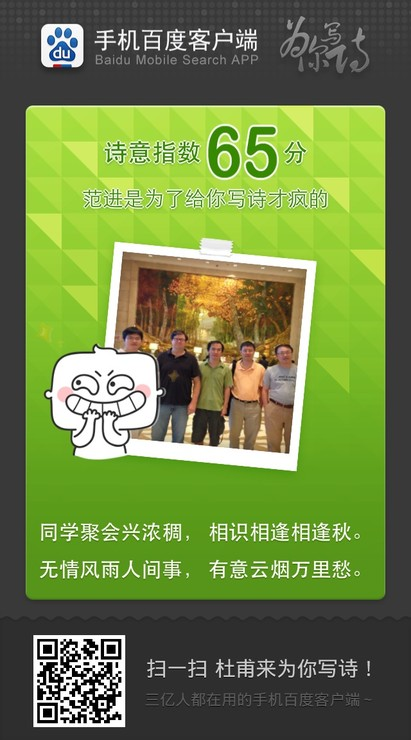 手机百度客户端
Baidu Mobile Search APP
为你写诗
du
诗意指数65分
范进是为了给你写诗才疯的
同学聚会兴浓稠，相识相逢相逢秋。
无情风雨人间事，有意云烟万里愁。
扫一扫 杜甫来为你写诗！
三亿人都在用的手机百度客户端~